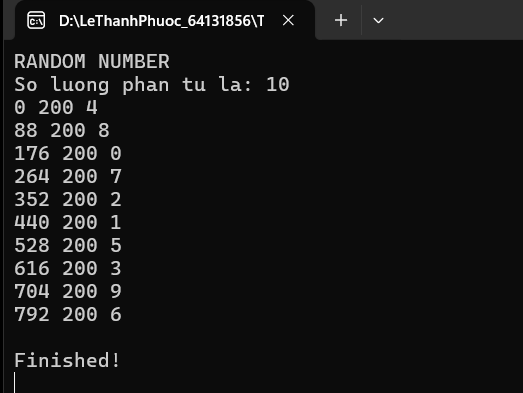 D:\LeThanhPhuoc_64131856\T
RANDOM NUMBER
So luong phan tu la: 10
0 200 4
88 200 8
176 200 0
264 200 7
352 200 2
440 200 1
528 200 5
616 200 3
704 200 9
792 200 6
Finished!